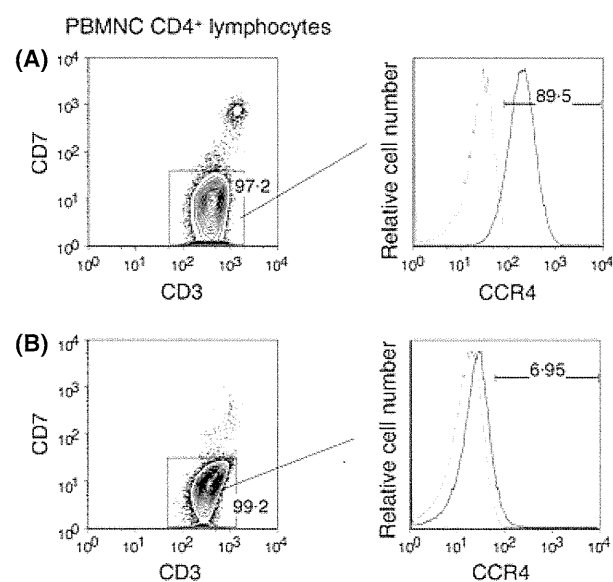 PBMNC CD4⁺ lymphocytes
(A)
CD7
10⁴
10³
10²
10¹
10⁰
97·2
10⁰ 10¹ 10² 10³ 10⁴
CD3
Relative cell number
89·5
10⁰ 10¹ 10² 10³ 10⁴
CCR4
(B)
CD7
10⁴
10³
10²
10¹
10⁰
99·2
10⁰ 10¹ 10² 10³ 10⁴
CD3
Relative cell number
6·95
10⁰ 10¹ 10² 10³ 10⁴
CCR4